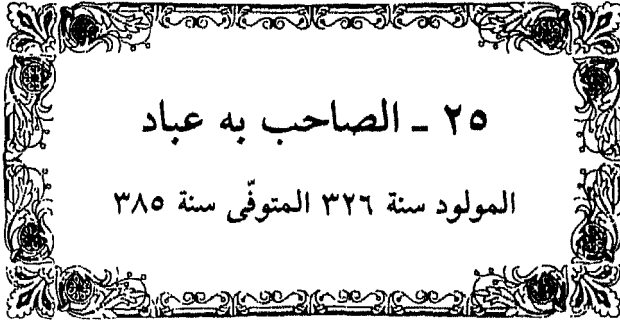 ٢٥ ـ الصاحب به عباد
المولود سنة ٣٢٦ المتوفّى سنة ٣٨٥